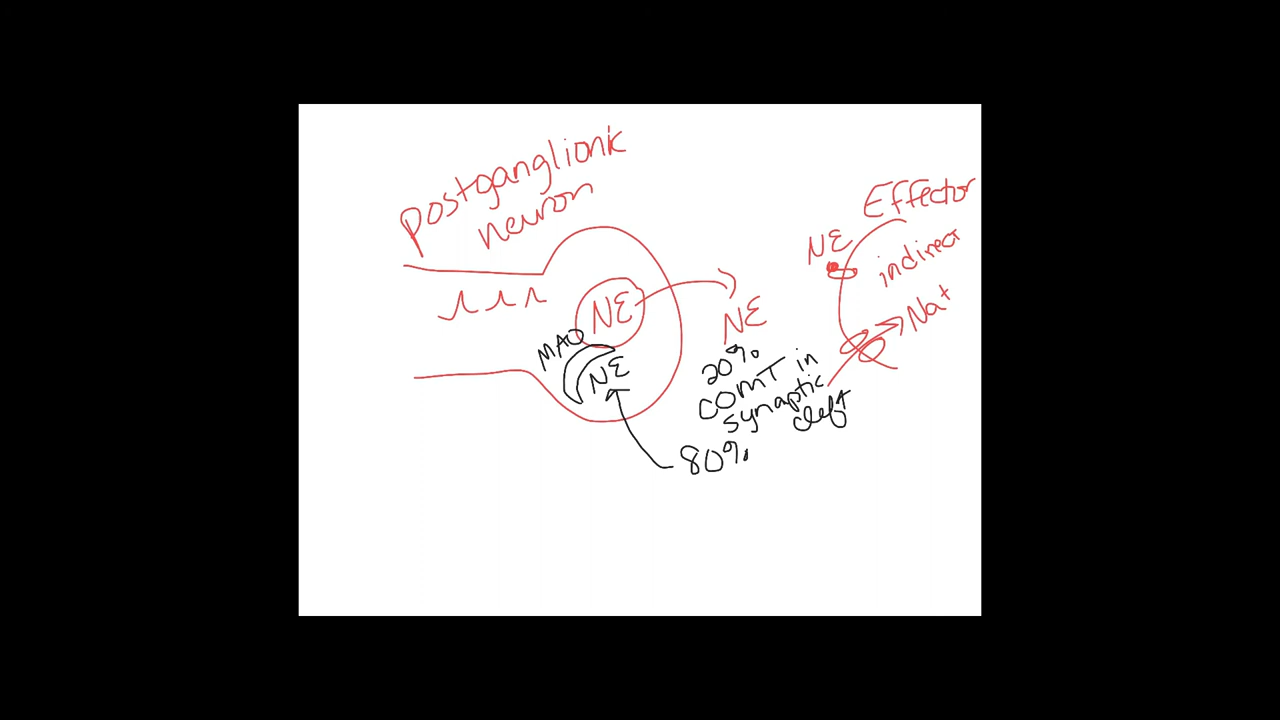 postganglionic
neuron
Effector
NE
indirect
NE
NE
Na+
MAO
NE
20%
COMT in
synaptic
cleft
80%